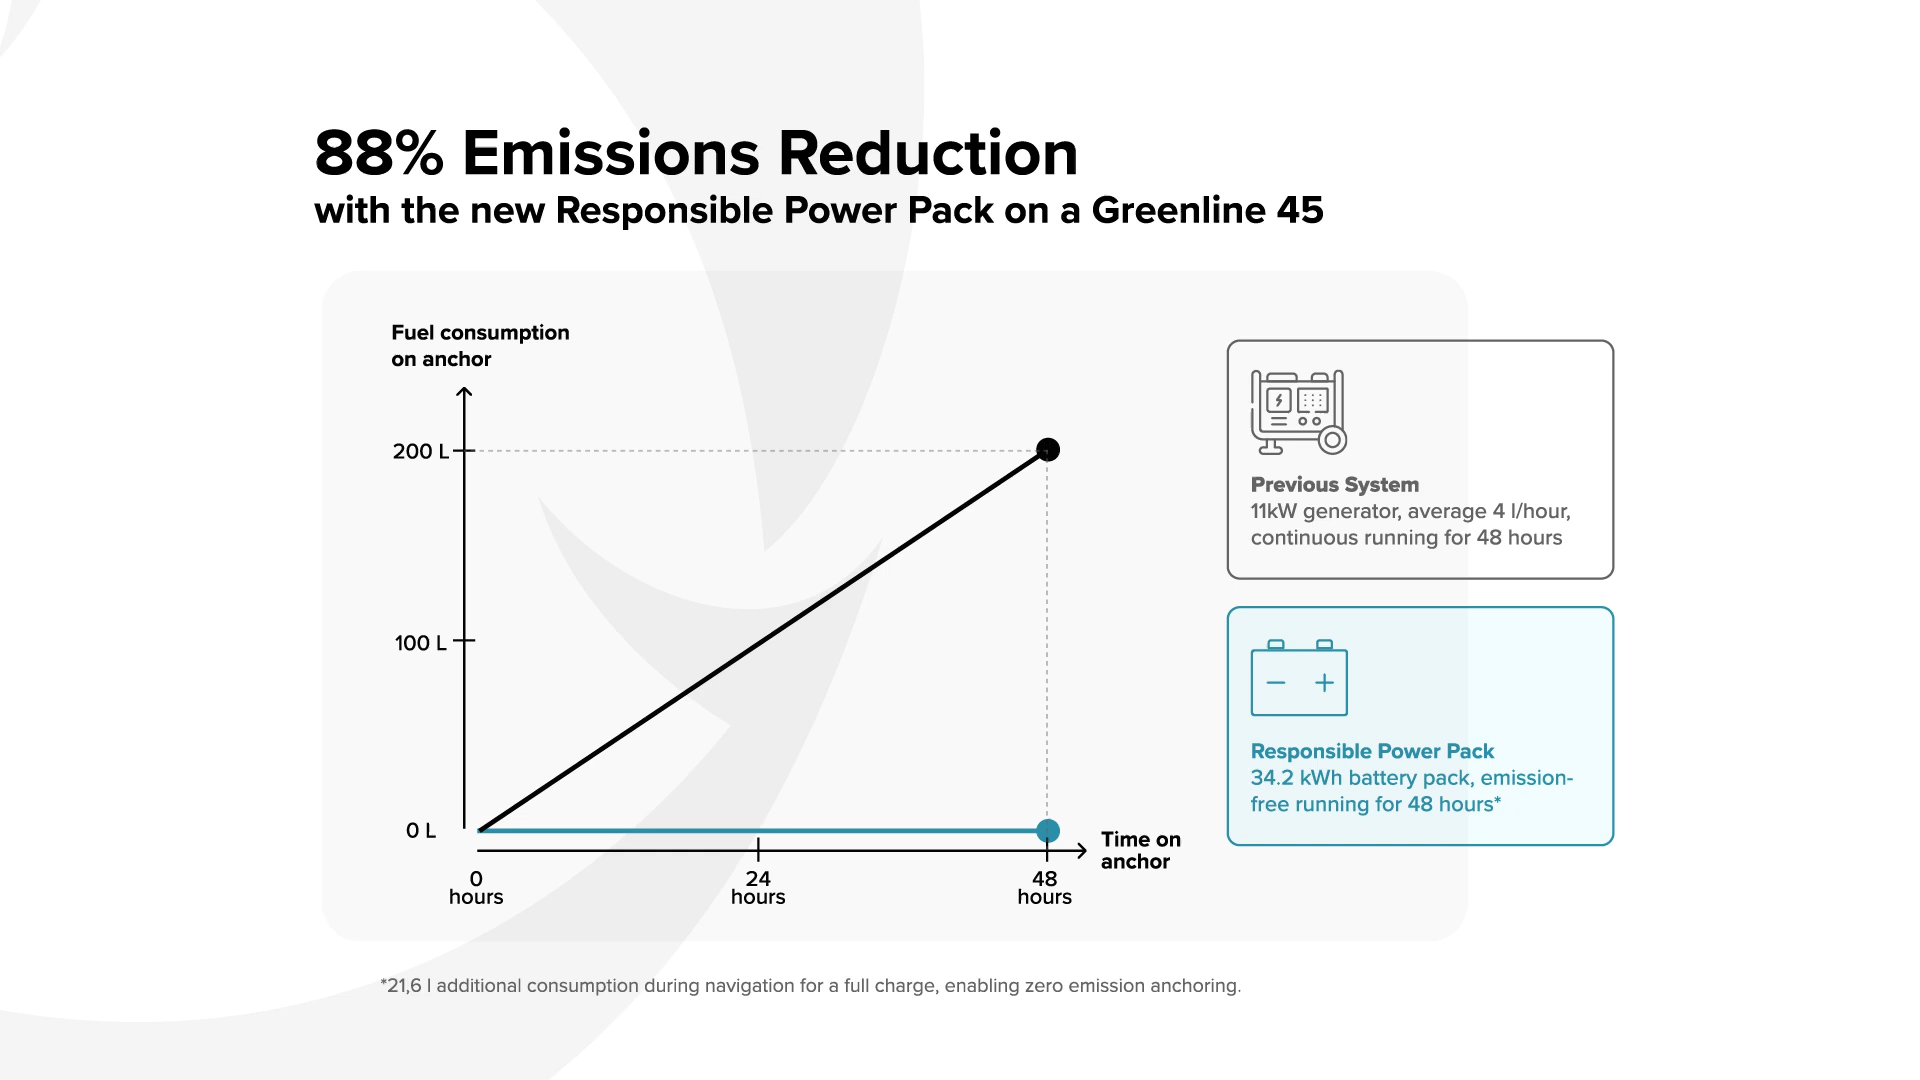 88% Emissions Reduction
with the new Responsible Power Pack on a Greenline 45
Fuel consumption
on anchor
200 L
100 L
0 L
0
hours
24
hours
48
hours
Time on
anchor
Previous System
11kW generator, average 4 l/hour,
continuous running for 48 hours
Responsible Power Pack
34.2 kWh battery pack, emission-
free running for 48 hours*
*21,6 l additional consumption during navigation for a full charge, enabling zero emission anchoring.